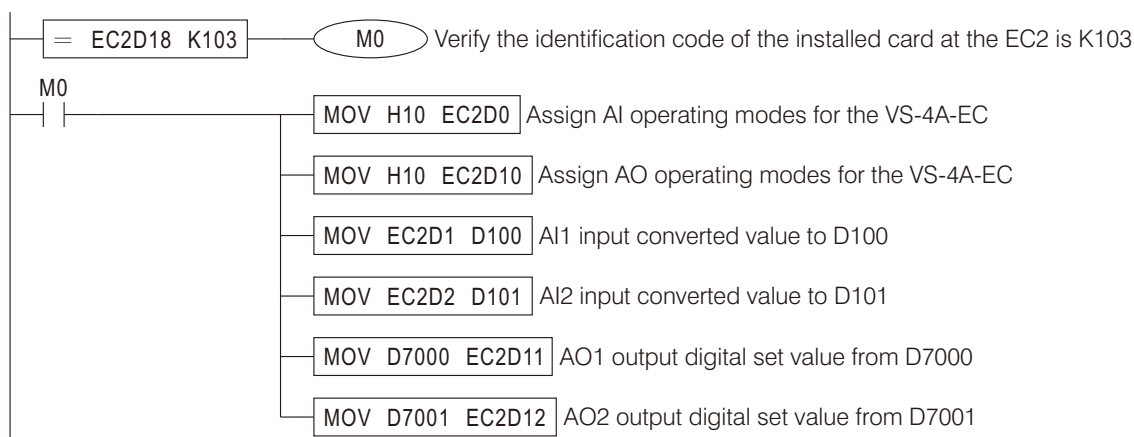 = EC2D18 K103 M0 Verify the identification code of the installed card at the EC2 is K103
M0
MOV H10 EC2D0 Assign AI operating modes for the VS-4A-EC
MOV H10 EC2D10 Assign AO operating modes for the VS-4A-EC
MOV EC2D1 D100 AI1 input converted value to D100
MOV EC2D2 D101 AI2 input converted value to D101
MOV D7000 EC2D11 AO1 output digital set value from D7000
MOV D7001 EC2D12 AO2 output digital set value from D7001